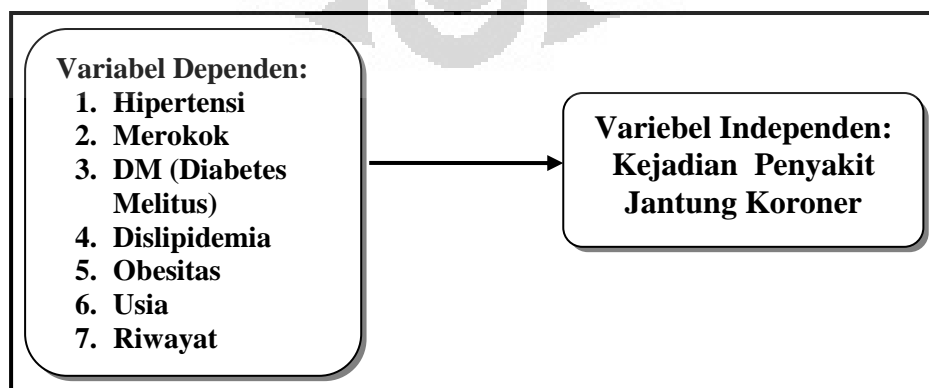 Variabel Dependen:
1. Hipertensi
2. Merokok
3. DM (Diabetes
Melitus)
4. Dislipidemia
5. Obesitas
6. Usia
7. Riwayat
Variebel Independen:
Kejadian Penyakit
Jantung Koroner